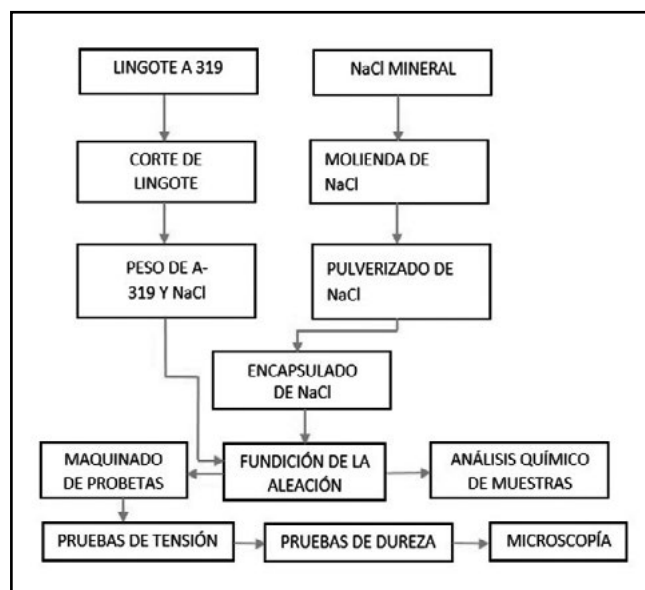 LINGOTE A 319
NaCl MINERAL
CORTE DE
LINGOTE
MOLIENDA DE
NaCl
PESO DE A-
319 Y NaCl
PULVERIZADO DE
NaCl
ENCAPSULADO
DE NaCl
MAQUINADO
DE PROBETAS
FUNDICIÓN DE LA
ALEACIÓN
ANÁLISIS QUÍMICO
DE MUESTRAS
PRUEBAS DE TENSIÓN
PRUEBAS DE DUREZA
MICROSCOPÍA